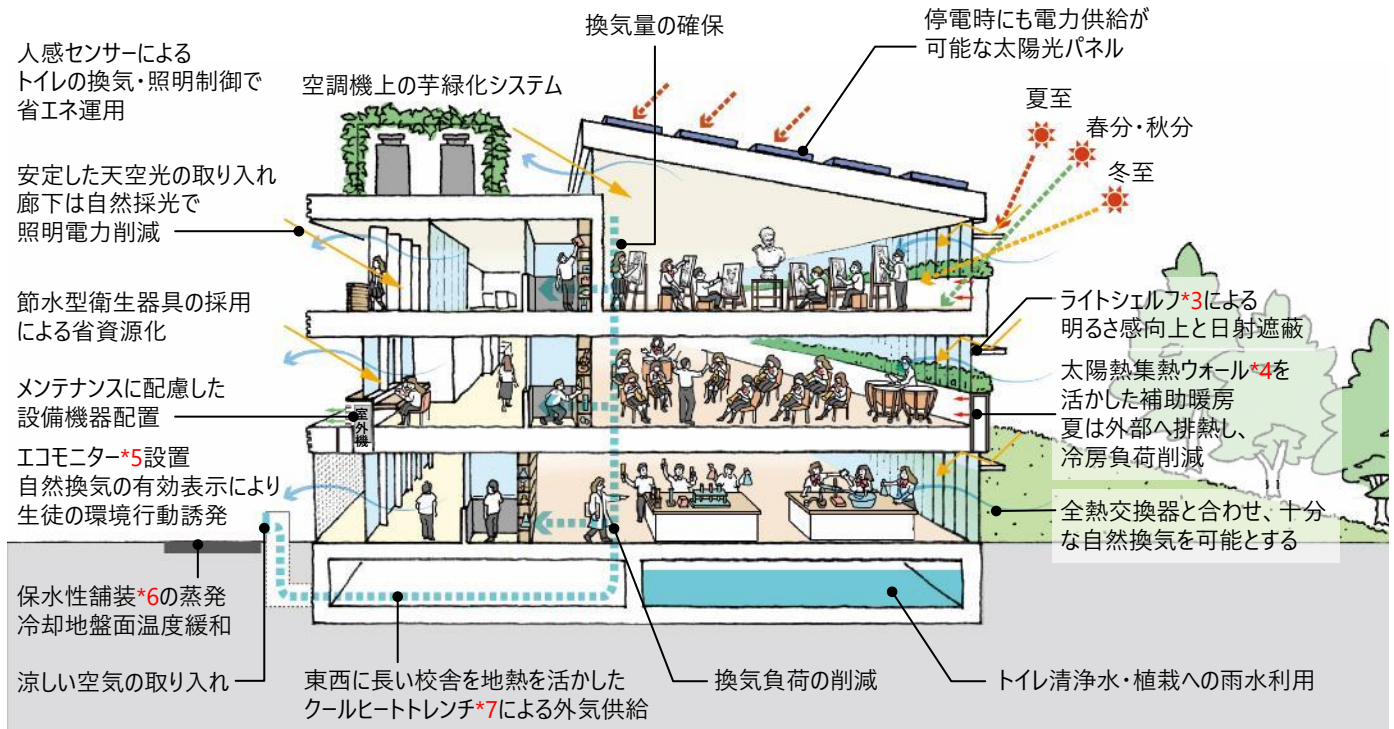 人感センサーによる
トイレの換気・照明制御で
省エネ運用
空調機上の芋緑化システム
換気量の確保
停電時にも電力供給が
可能な太陽光パネル
夏至
春分・秋分
冬至
安定した天空光の取り入れ
廊下は自然採光で
照明電力削減
節水型衛生器具の採用
による省資源化
メンテナンスに配慮した
設備機器配置
室外機
エコモニター*5設置
自然換気の有効表示により
生徒の環境行動誘発
保水性舗装*6の蒸発
冷却地盤面温度緩和
涼しい空気の取り入れ
東西に長い校舎を地熱を活かした
クールヒートトレンチ*7による外気供給
換気負荷の削減
トイレ清浄水・植栽への雨水利用
ライトシェルフ*3による
明るさ感向上と日射遮蔽
太陽熱集熱ウォール*4を
活かした補助暖房
夏は外部へ排熱し、
冷房負荷削減
全熱交換器と合わせ、十分
な自然換気を可能とする